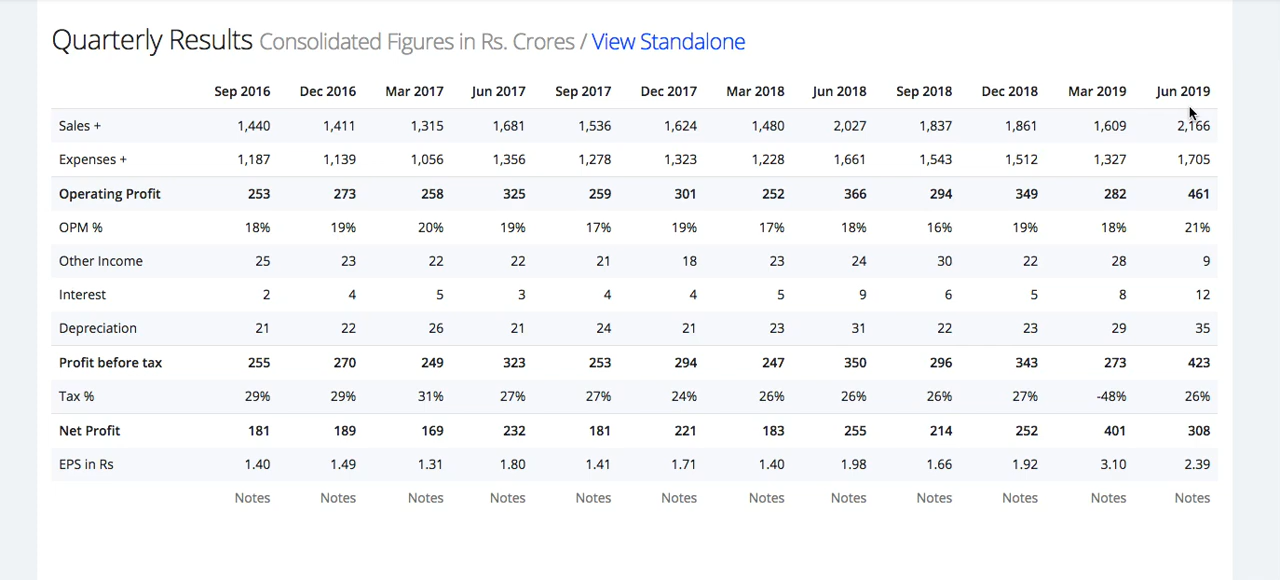 Quarterly Results Consolidated Figures in Rs. Crores / View Standalone
Sep 2016 Dec 2016 Mar 2017 Jun 2017 Sep 2017 Dec 2017 Mar 2018 Jun 2018 Sep 2018 Dec 2018 Mar 2019 Jun 2019
Sales + 1,440 1,411 1,315 1,681 1,536 1,624 1,480 2,027 1,837 1,861 1,609 2,166
Expenses + 1,187 1,139 1,056 1,356 1,278 1,323 1,228 1,661 1,543 1,512 1,327 1,705
Operating Profit 253 273 258 325 259 301 252 366 294 349 282 461
OPM % 18% 19% 20% 19% 17% 19% 17% 18% 16% 19% 18% 21%
Other Income 25 23 22 22 21 18 23 24 30 22 28 9
Interest 2 4 5 3 4 4 5 9 6 5 8 12
Depreciation 21 22 26 21 24 21 23 31 22 23 29 35
Profit before tax 255 270 249 323 253 294 247 350 296 343 273 423
Tax % 29% 29% 31% 27% 27% 24% 26% 26% 26% 27% -48% 26%
Net Profit 181 189 169 232 181 221 183 255 214 252 401 308
EPS in Rs 1.40 1.49 1.31 1.80 1.41 1.71 1.40 1.98 1.66 1.92 3.10 2.39
Notes Notes Notes Notes Notes Notes Notes Notes Notes Notes Notes Notes